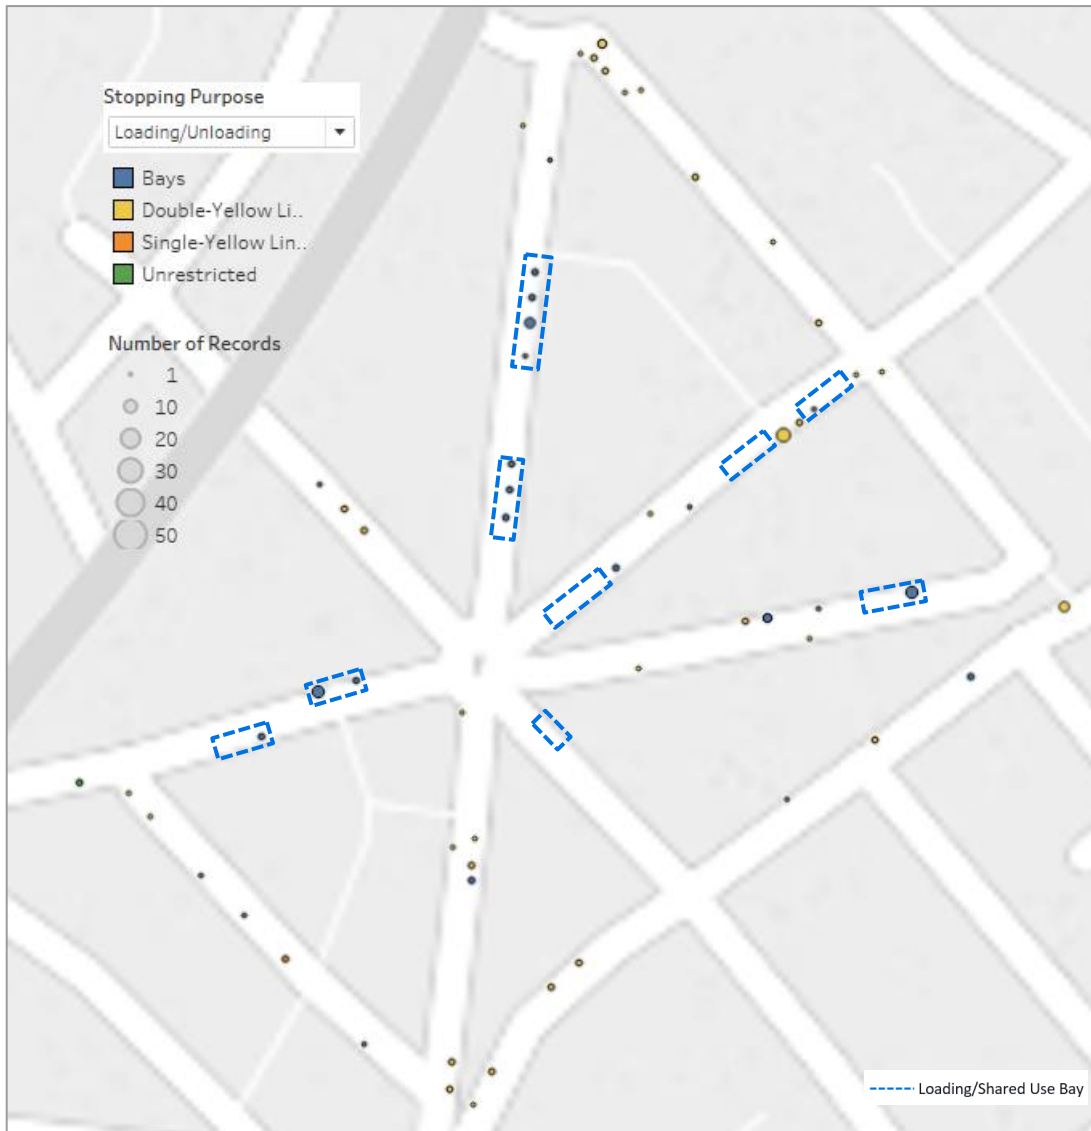 Stopping Purpose
Loading/Unloading
Bays
Double-Yellow Li..
Single-Yellow Lin..
Unrestricted
Number of Records
1
10
20
30
40
50
Loading/Shared Use Bay